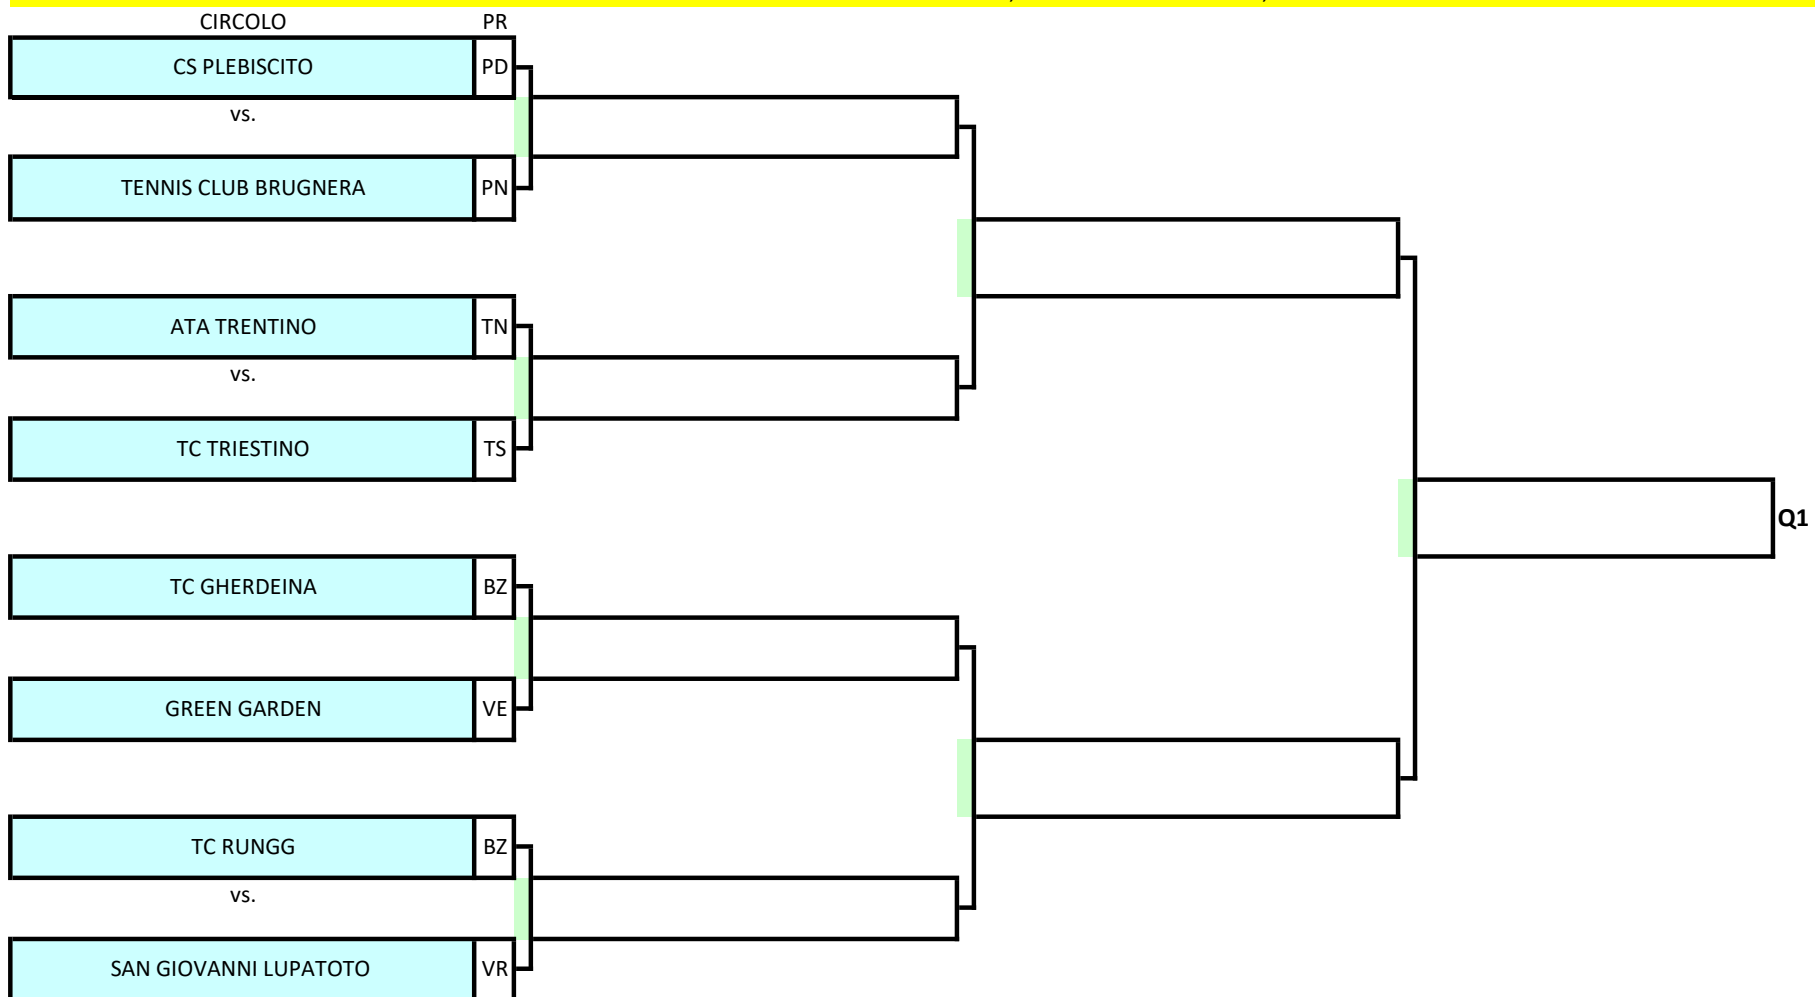 CIRCOLO PR
CS PLEBISCITO PD
vs.
TENNIS CLUB BRUGNERA PN
ATA TRENTINO TN
vs.
TC TRIESTINO TS
Q1
TC GHERDEINA BZ
GREEN GARDEN VE
TC RUNGG BZ
vs.
SAN GIOVANNI LUPATOTO VR